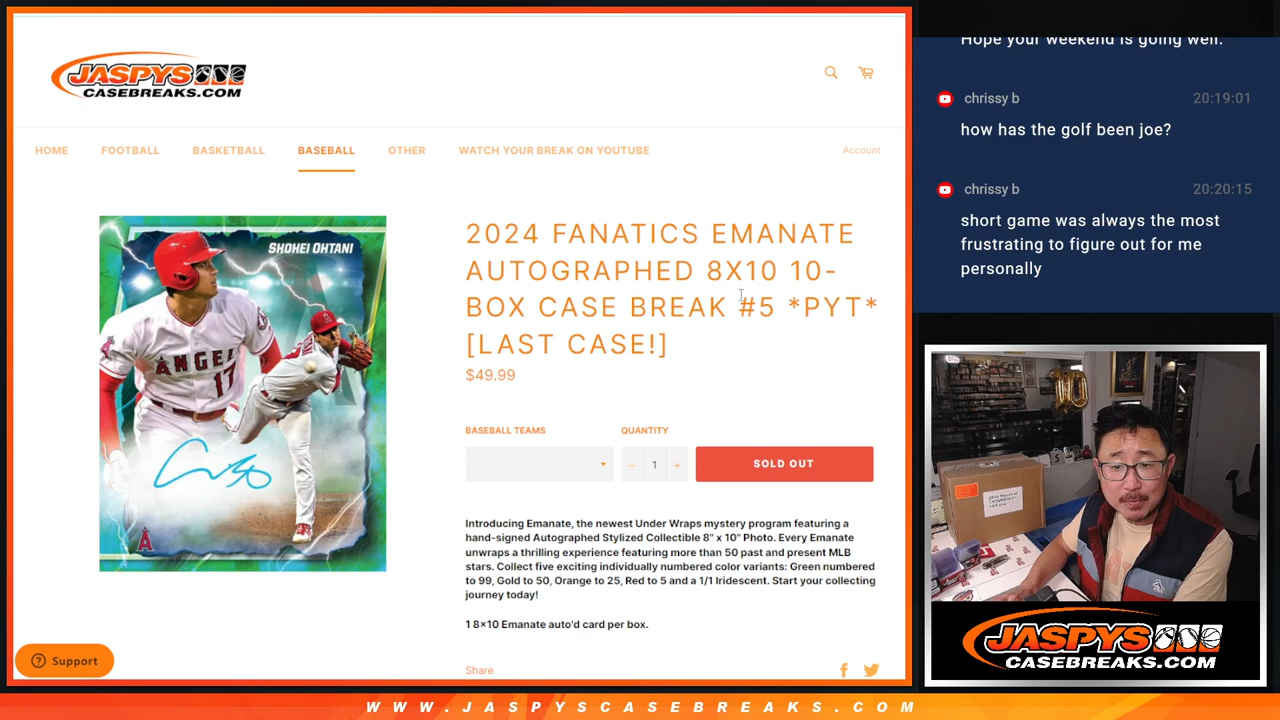 JASPYS
CASEBREAKS.COM
HOME
FOOTBALL
BASKETBALL
BASEBALL
OTHER
WATCH YOUR BREAK ON YOUTUBE
Account
SHOHEI OHTANI
ANGEL
17
2024 FANATICS EMANATE
AUTOGRAPHED 8X10 10-
BOX CASE BREAK #5 *PYT*
[LAST CASE!]
$49.99
BASEBALL TEAMS
QUANTITY
− 1 +
SOLD OUT
Introducing Emanate, the newest Under Wraps mystery program featuring a
hand-signed Autographed Stylized Collectible 8" x 10" Photo. Every Emanate
unwraps a thrilling experience featuring more than 50 past and present MLB
stars. Collect five exciting individually numbered color variants: Green numbered
to 99, Gold to 50, Orange to 25, Red to 5 and a 1/1 Iridescent. Start your collecting
journey today!
1 8x10 Emanate auto'd card per box.
Share
Support
Hope your weekend is going well.
chrissy b 20:19:01
how has the golf been joe?
chrissy b 20:20:15
short game was always the most
frustrating to figure out for me
personally
10
JASPYS
CASEBREAKS.COM
WWW.JASPYSCASEBREAKS.COM